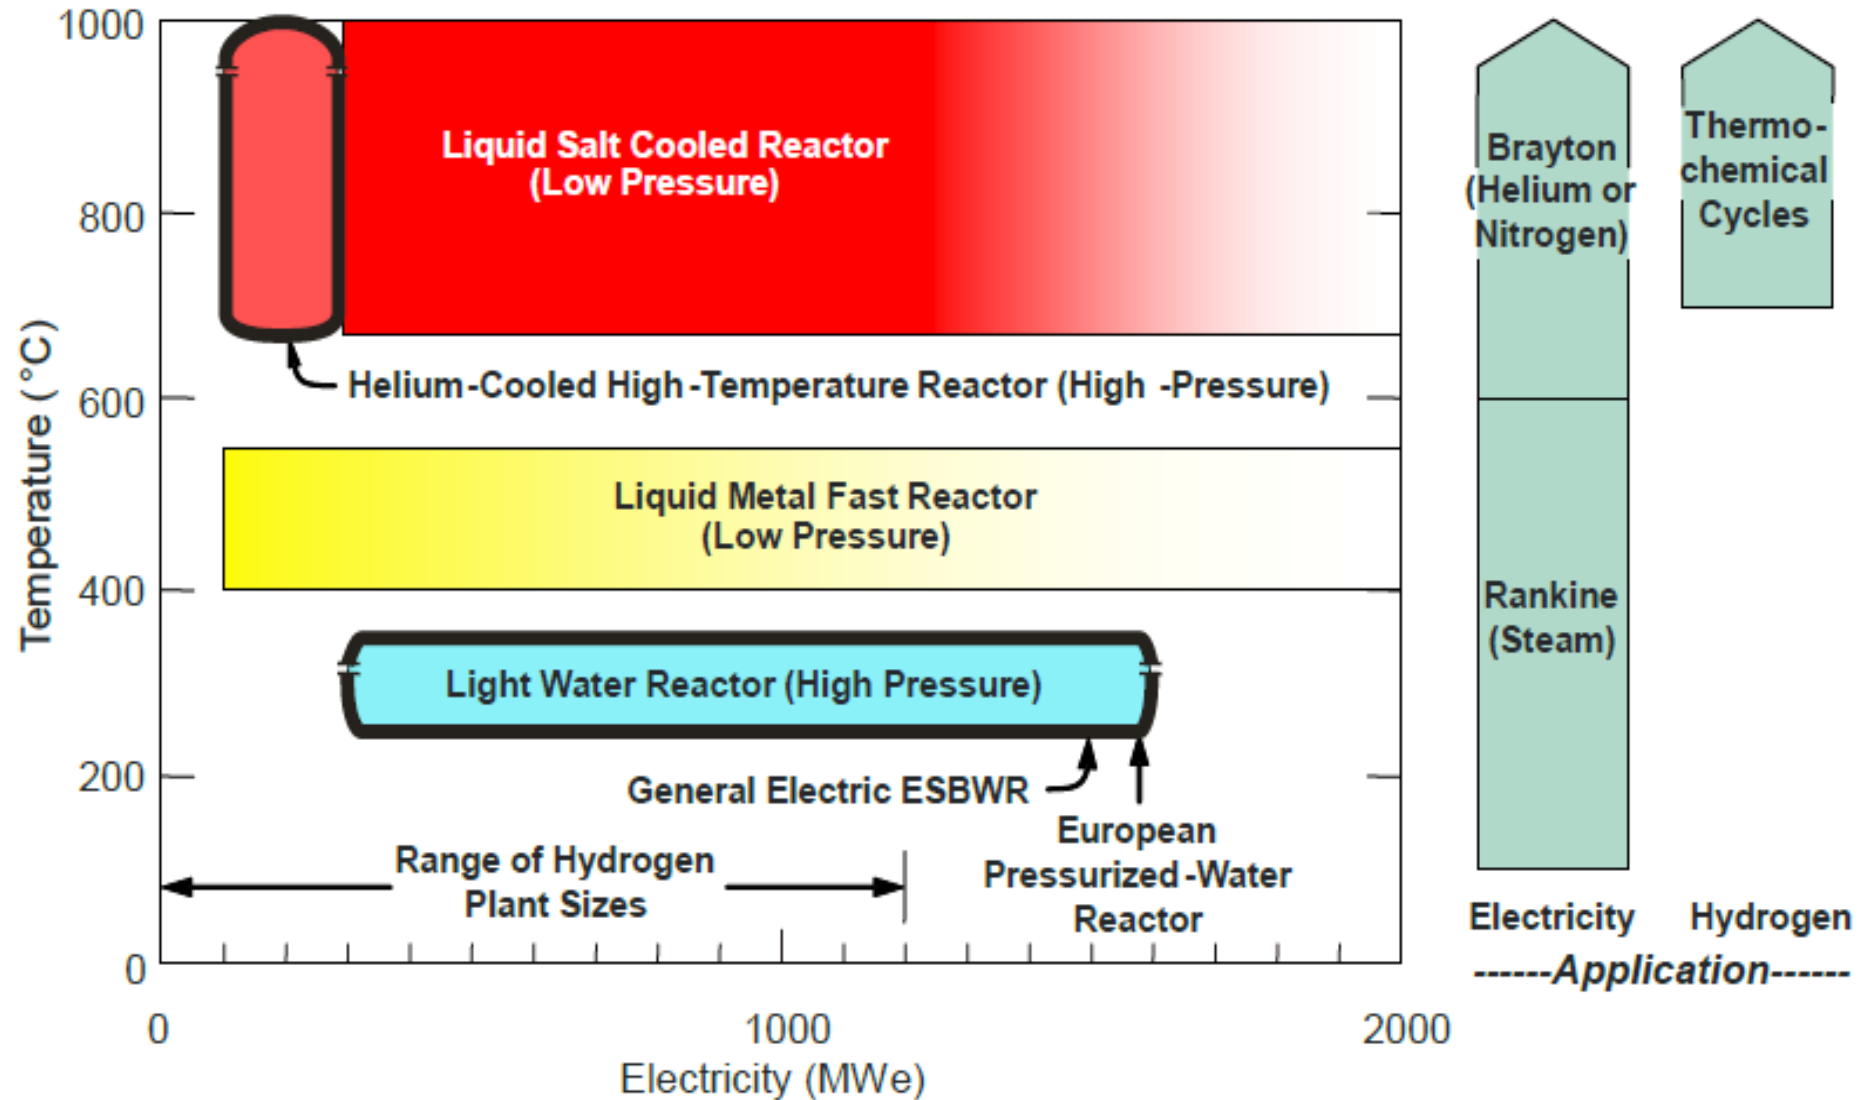 1000
800
600
400
200
0
Temperature (°C)
Liquid Salt Cooled Reactor
(Low Pressure)
Helium-Cooled High-Temperature Reactor (High -Pressure)
Liquid Metal Fast Reactor
(Low Pressure)
Light Water Reactor (High Pressure)
General Electric ESBWR
European
Pressurized-Water
Reactor
Range of Hydrogen
Plant Sizes
0
1000
2000
Electricity (MWe)
Brayton
(Helium or
Nitrogen)
Rankine
(Steam)
Thermo-
chemical
Cycles
Electricity
Hydrogen
------Application------